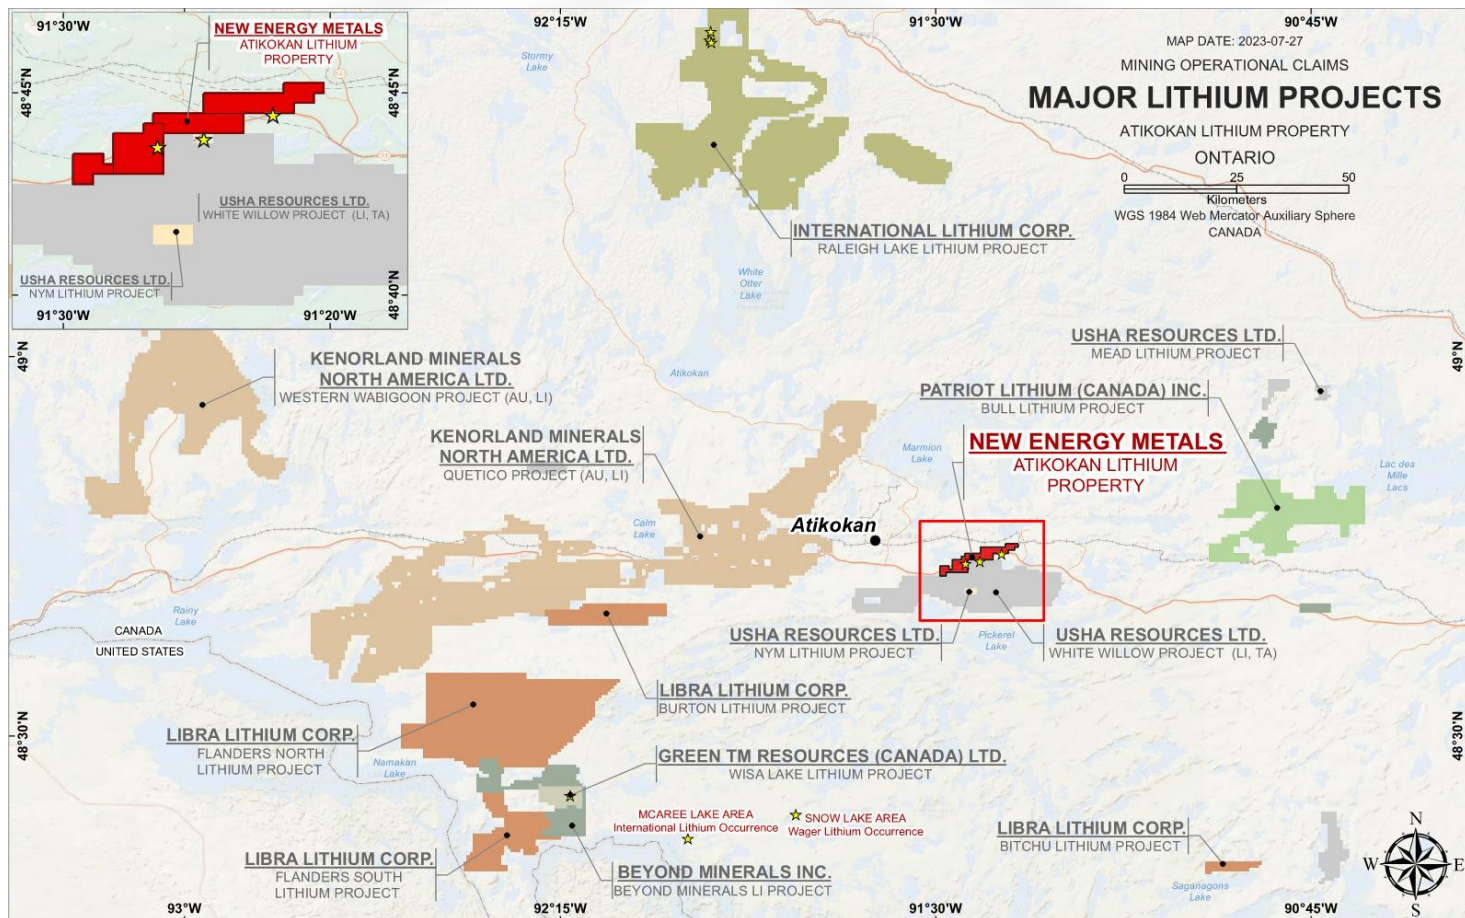 92°15'W
91°30'W
90°45'W
91°30'W
91°20'W
48°45'N
48°45'N
48°40'N
48°40'N
91°30'W
91°20'W
NEW ENERGY METALS
ATIKOKAN LITHIUM
PROPERTY
USHA RESOURCES LTD.
WHITE WILLOW PROJECT (LI, TA)
USHA RESOURCES LTD.
NYM LITHIUM PROJECT
MAP DATE: 2023-07-27
MINING OPERATIONAL CLAIMS
MAJOR LITHIUM PROJECTS
ATIKOKAN LITHIUM PROPERTY
ONTARIO
0 25 50
Kilometers
WGS 1984 Web Mercator Auxiliary Sphere
CANADA
Stormy
Lake
INTERNATIONAL LITHIUM CORP.
RALEIGH LAKE LITHIUM PROJECT
White
Otter
Lake
49°N
49°N
KENORLAND MINERALS
NORTH AMERICA LTD.
WESTERN WABIGOON PROJECT (AU, LI)
Atikokan
USHA RESOURCES LTD.
MEAD LITHIUM PROJECT
PATRIOT LITHIUM (CANADA) INC.
BULL LITHIUM PROJECT
KENORLAND MINERALS
NORTH AMERICA LTD.
QUETICO PROJECT (AU, LI)
Marmion
Lake
NEW ENERGY METALS
ATIKOKAN LITHIUM
PROPERTY
Lac des
Mille
Lacs
Calm
Lake
Atikokan
Rainy
Lake
CANADA
UNITED STATES
USHA RESOURCES LTD.
NYM LITHIUM PROJECT
Pickerel
Lake
USHA RESOURCES LTD.
WHITE WILLOW PROJECT (LI, TA)
LIBRA LITHIUM CORP.
BURTON LITHIUM PROJECT
48°30'N
48°30'N
LIBRA LITHIUM CORP.
FLANDERS NORTH
LITHIUM PROJECT
Namakan
Lake
GREEN TM RESOURCES (CANADA) LTD.
WISA LAKE LITHIUM PROJECT
MCAREE LAKE AREA
International Lithium Occurrence
SNOW LAKE AREA
Wager Lithium Occurrence
LIBRA LITHIUM CORP.
FLANDERS SOUTH
LITHIUM PROJECT
BEYOND MINERALS INC.
BEYOND MINERALS LI PROJECT
LIBRA LITHIUM CORP.
BITCHU LITHIUM PROJECT
Saganagons
Lake
N
W E
S
93°W
92°15'W
91°30'W
90°45'W